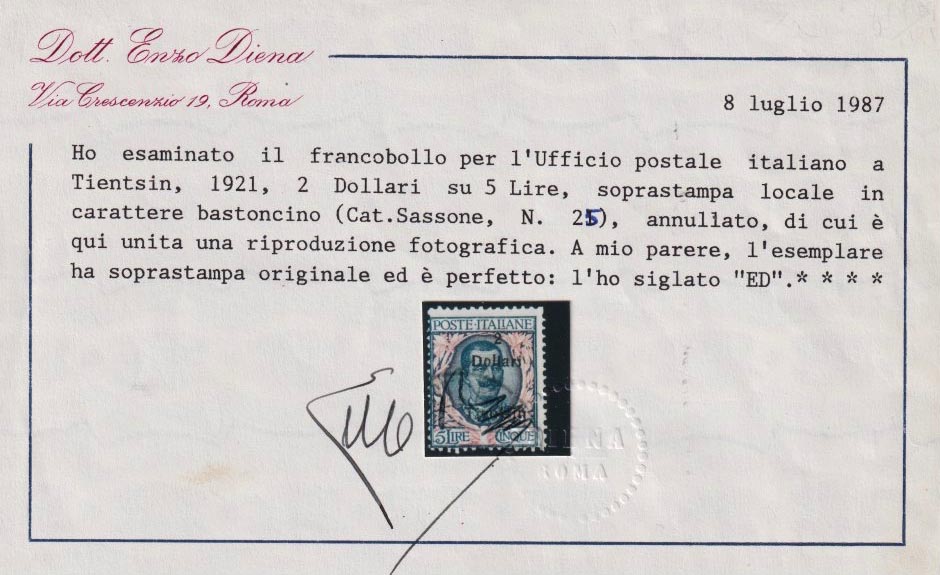 Dott. Enzo Diena
Via Crescenzio 19, Roma
8 luglio 1987
Ho esaminato il francobollo per l'Ufficio postale italiano a
Tientsin, 1921, 2 Dollari su 5 Lire, soprastampa locale in
carattere bastoncino (Cat.Sassone, N. 25), annullato, di cui è
qui unita una riproduzione fotografica. A mio parere, l'esemplare
ha soprastampa originale ed è perfetto: l'ho siglato "ED".* * * *
POSTE·ITALIANE
2
Dollari
5 LIRE CINQUE